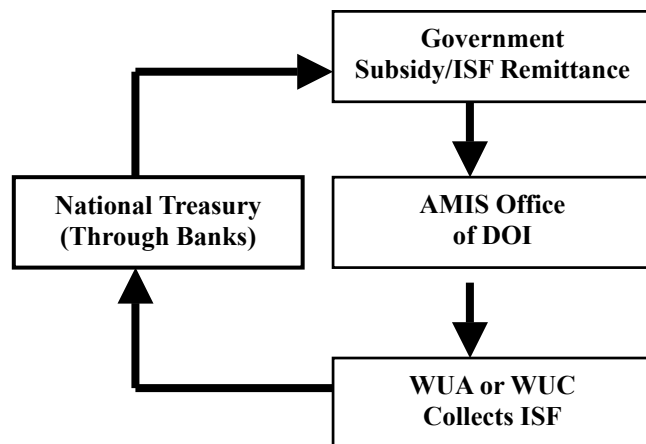 Government
Subsidy/ISF Remittance
National Treasury
(Through Banks)
AMIS Office
of DOI
WUA or WUC
Collects ISF